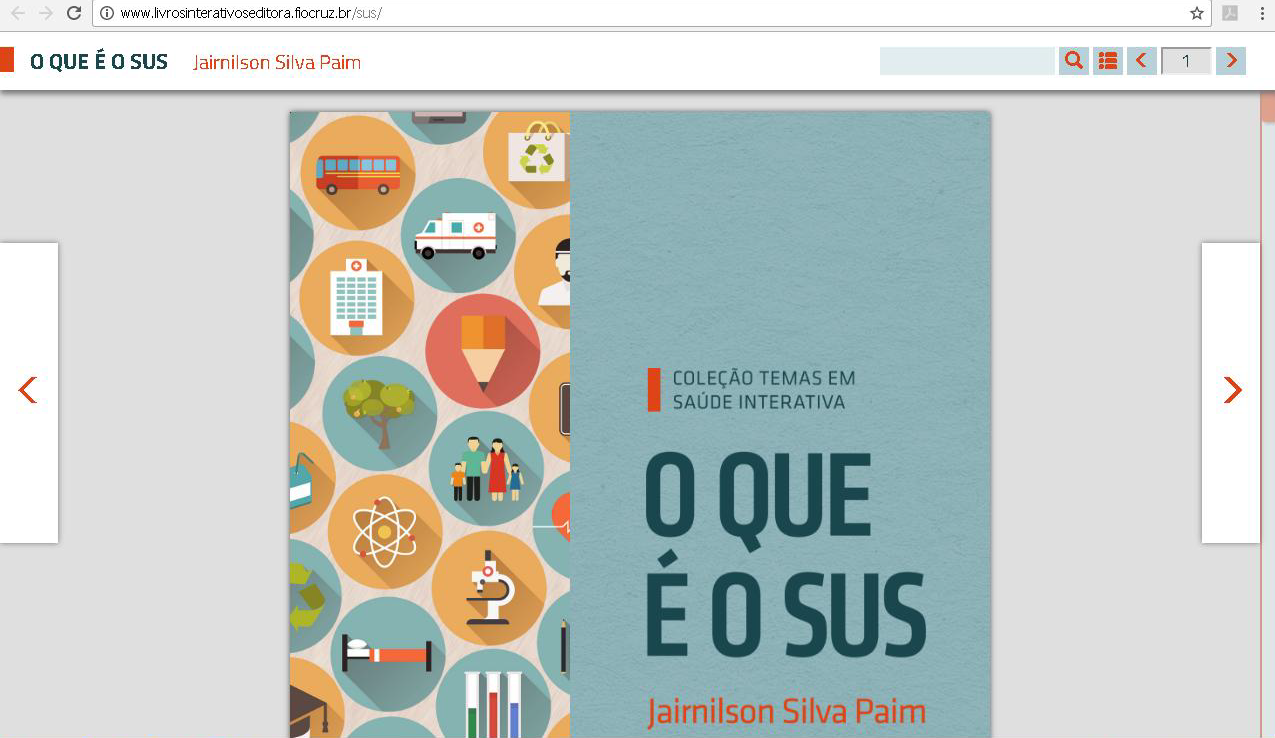 www.livrosinterativoseditora.fiocruz.br/sus/
O QUE É O SUS Jairnilson Silva Paim
1
COLEÇÃO TEMAS EM
SAÚDE INTERATIVA
O QUE
É O SUS
Jairnilson Silva Paim